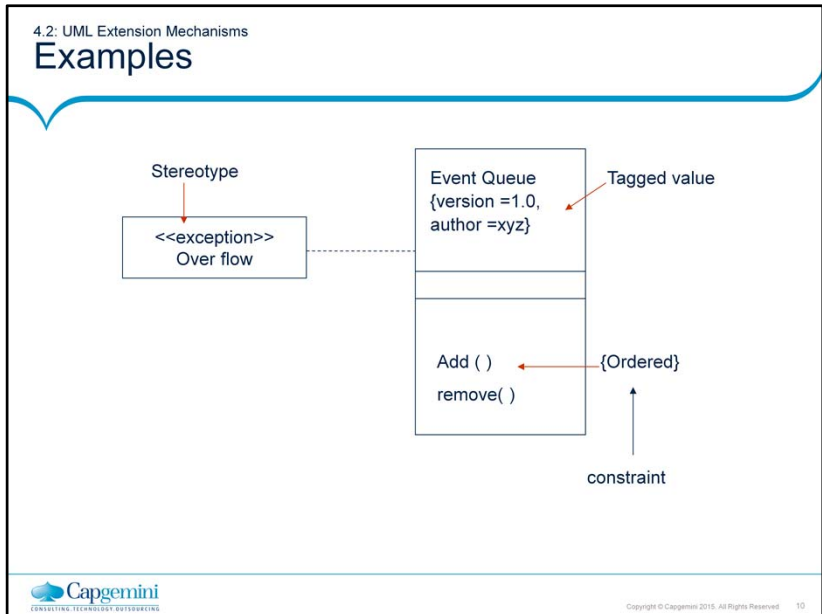 4.2: UML Extension Mechanisms
Examples
Stereotype
<<exception>>
Over flow
Event Queue
{version =1.0,
author =xyz}
Tagged value
Add ( )
remove( )
{Ordered}
constraint
Capgemini
CONSULTING.TECHNOLOGY.OUTSOURCING
Copyright © Capgemini 2015. All Rights Reserved 10